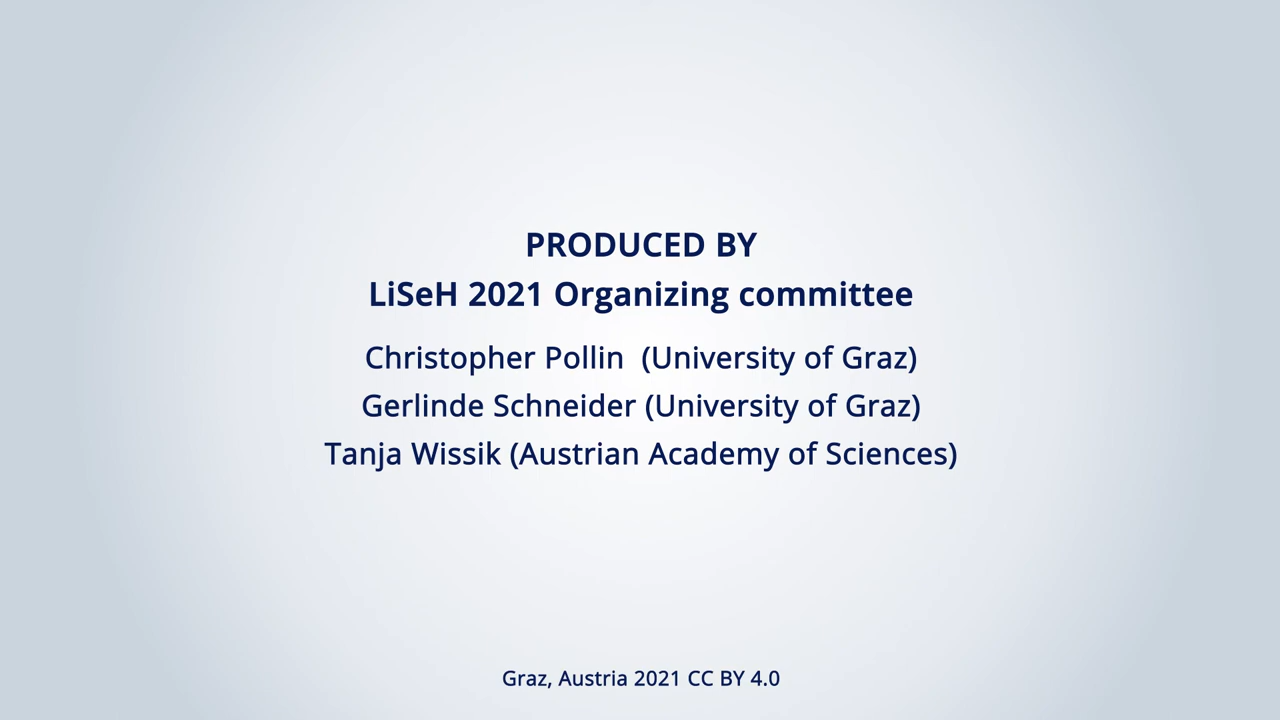 PRODUCED BY
LiSeH 2021 Organizing committee
Christopher Pollin  (University of Graz)
Gerlinde Schneider (University of Graz)
Tanja Wissik (Austrian Academy of Sciences)
Graz, Austria 2021 CC BY 4.0